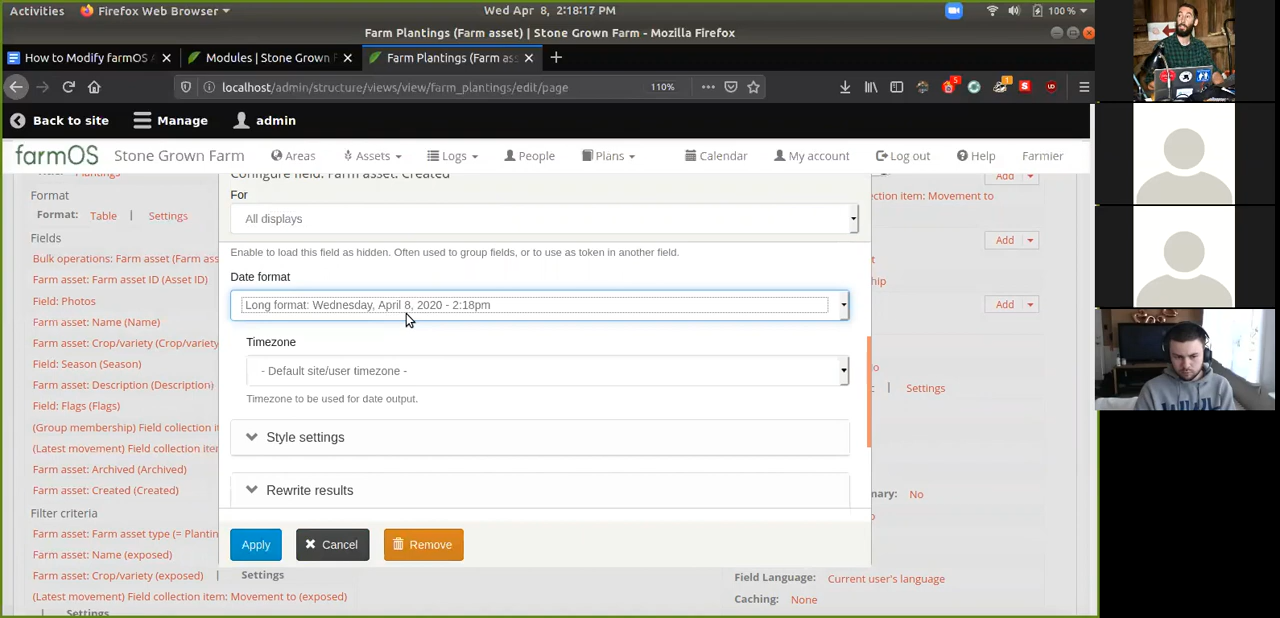 Activities Firefox Web Browser Wed Apr 8, 2:18:17 PM 100 %
Farm Plantings (Farm asset) | Stone Grown Farm - Mozilla Firefox
How to Modify farmOS Modules | Stone Grown Farm Plantings (Farm as
localhost/admin/structure/views/view/farm_plantings/edit/page 110%
Back to site Manage admin
farmOS Stone Grown Farm Areas Assets Logs People Plans Calendar My account Log out Help Farmier
Configure field: Farm asset: Created
Plantings
Add
For
Format
ection item: Movement to
All displays
Format: Table | Settings
Fields
Add
Enable to load this field as hidden. Often used to group fields, or to use as token in another field.
Bulk operations: Farm asset (Farm ass
Date format
Farm asset: Farm asset ID (Asset ID)
hip
Field: Photos
Long format: Wednesday, April 8, 2020 - 2:18pm
Add
Farm asset: Name (Name)
Farm asset: Crop/variety (Crop/variety
Timezone
Field: Season (Season)
- Default site/user timezone -
Farm asset: Description (Description)
Settings
Timezone to be used for date output.
Field: Flags (Flags)
(Group membership) Field collection it
Style settings
(Latest movement) Field collection item
Farm asset: Archived (Archived)
Farm asset: Created (Created)
Rewrite results
mary: No
Filter criteria
Farm asset: Farm asset type (= Plantin
Apply Cancel Remove
Farm asset: Name (exposed)
Farm asset: Crop/variety (exposed) | Settings
Field Language: Current user's language
(Latest movement) Field collection item: Movement to (exposed)
Caching: None
| Settings